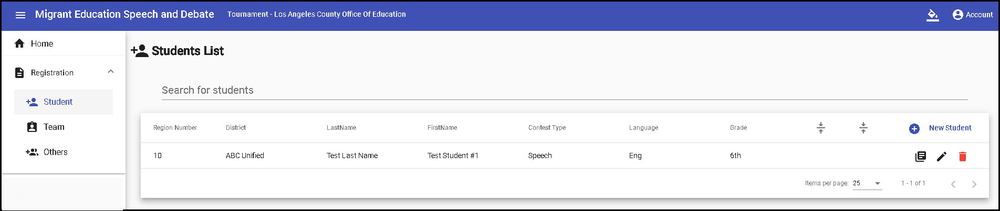 Migrant Education Speech and Debate Tournament - Los Angeles County Office Of Education Account
Home
Students List
Registration
Search for students
Student
Team
Others
Region Number District LastName FirstName Contest Type Language Grade New Student
10 ABC Unified Test Last Name Test Student #1 Speech Eng 6th
Items per page: 25 1 - 1 of 1